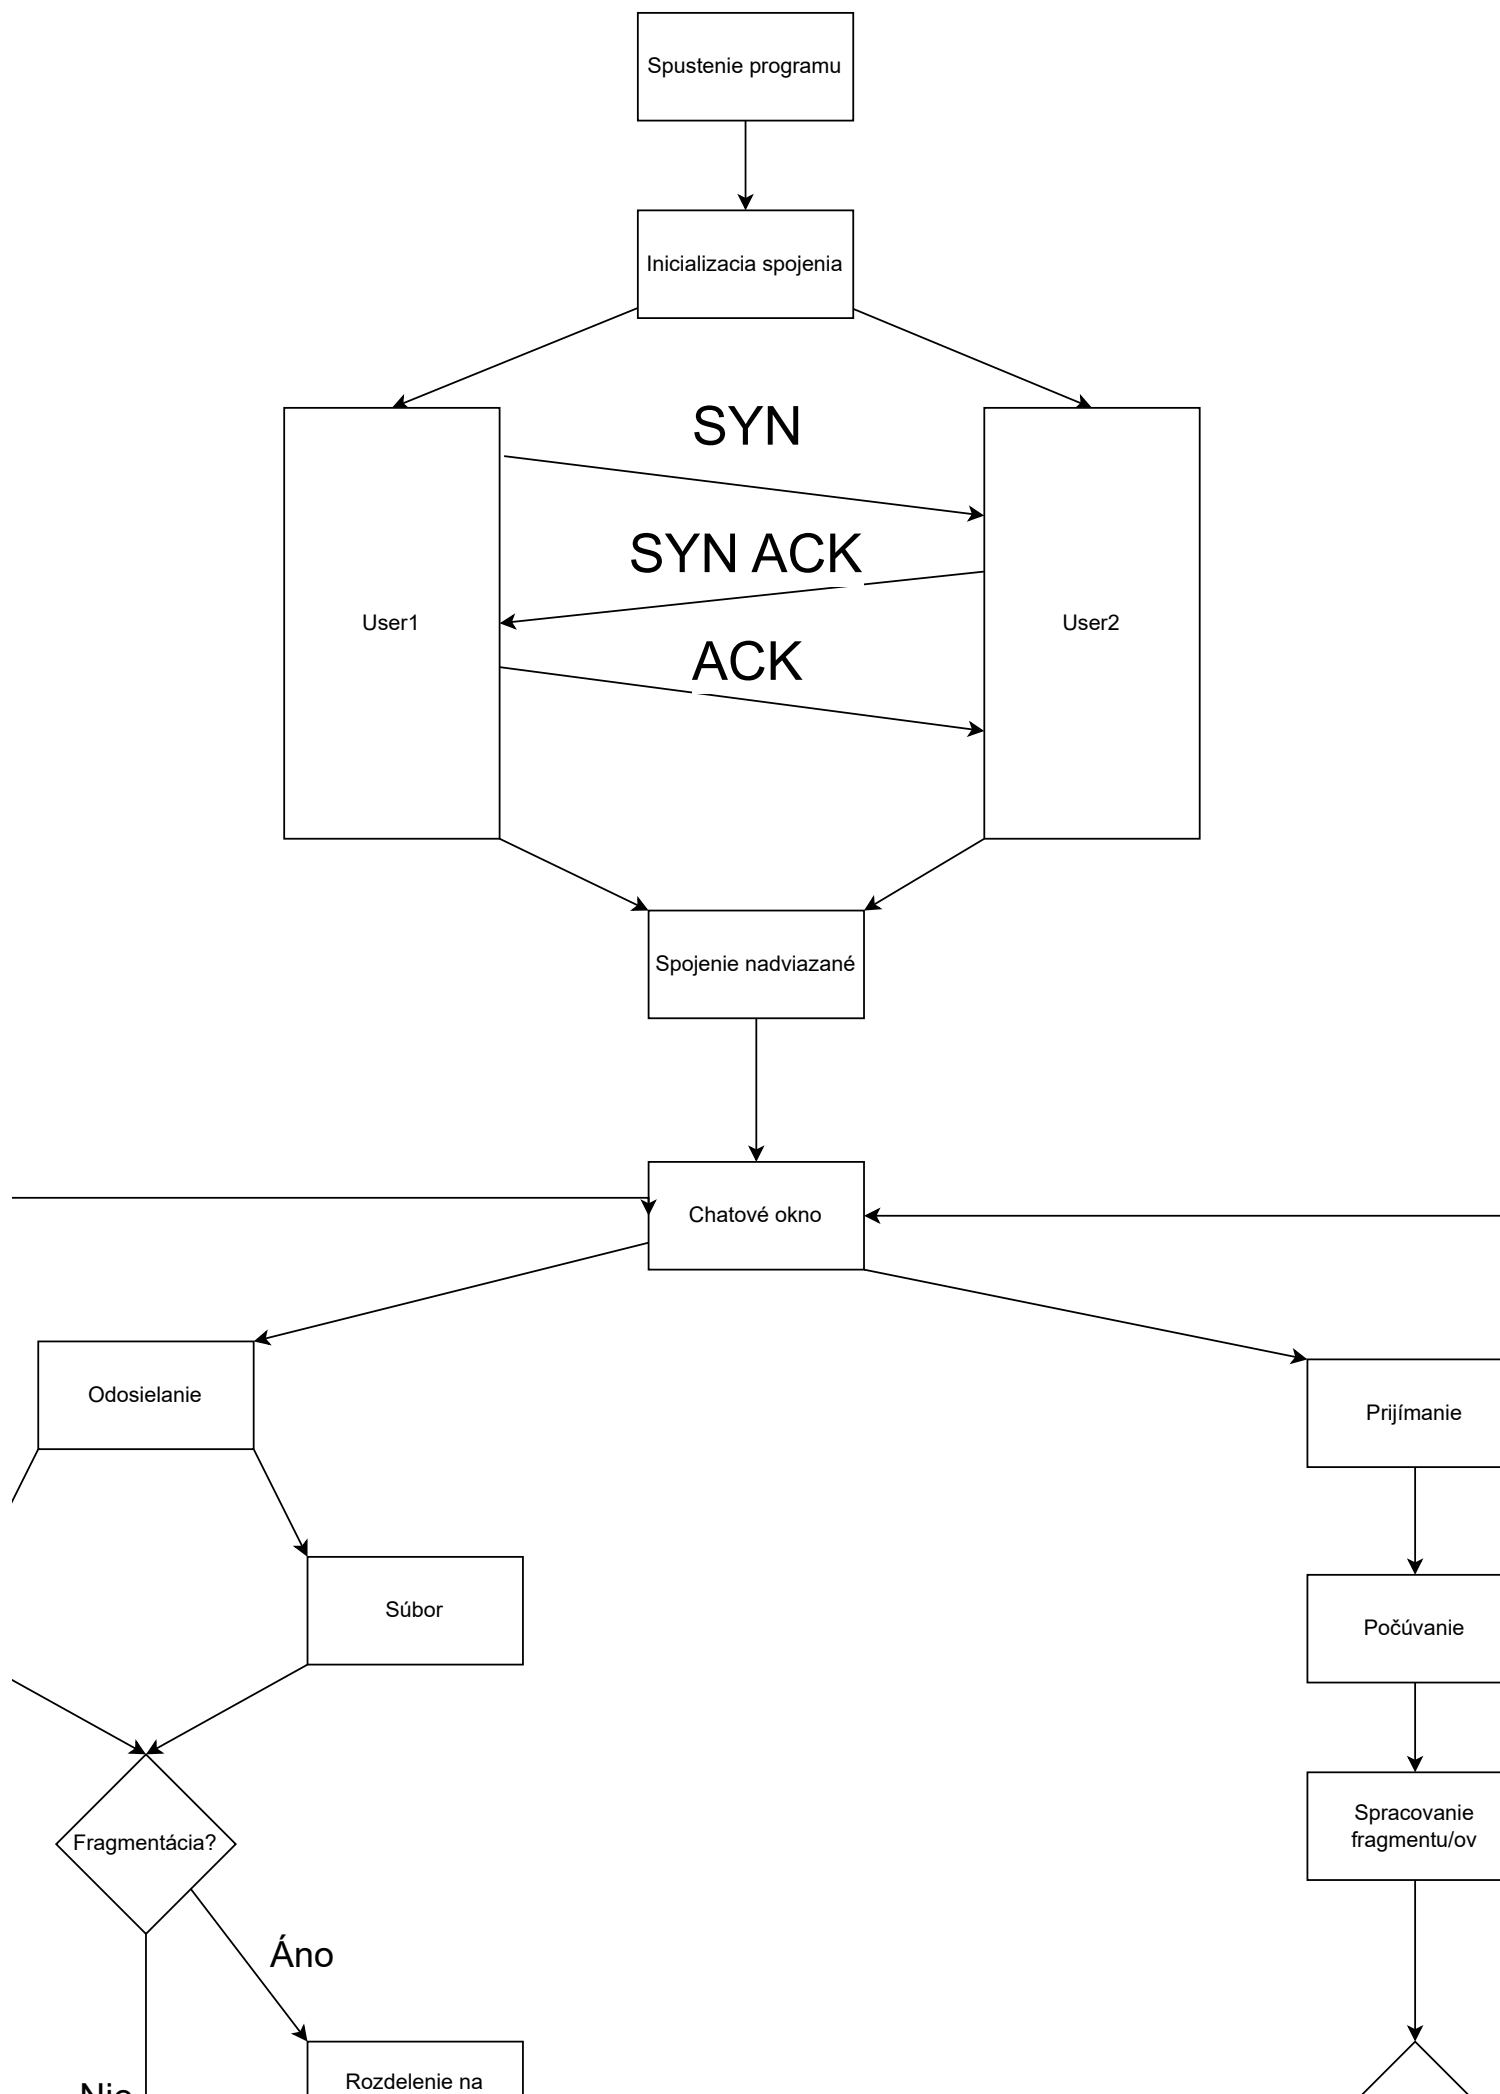 Spustenie programu
Inicializacia spojenia
SYN
SYN ACK
User1
User2
ACK
Spojenie nadviazané
Chatové okno
Odosielanie
Prijímanie
Súbor
Počúvanie
Fragmentácia?
Spracovanie
fragmentu/ov
Áno
Rozdelenie na
Nie